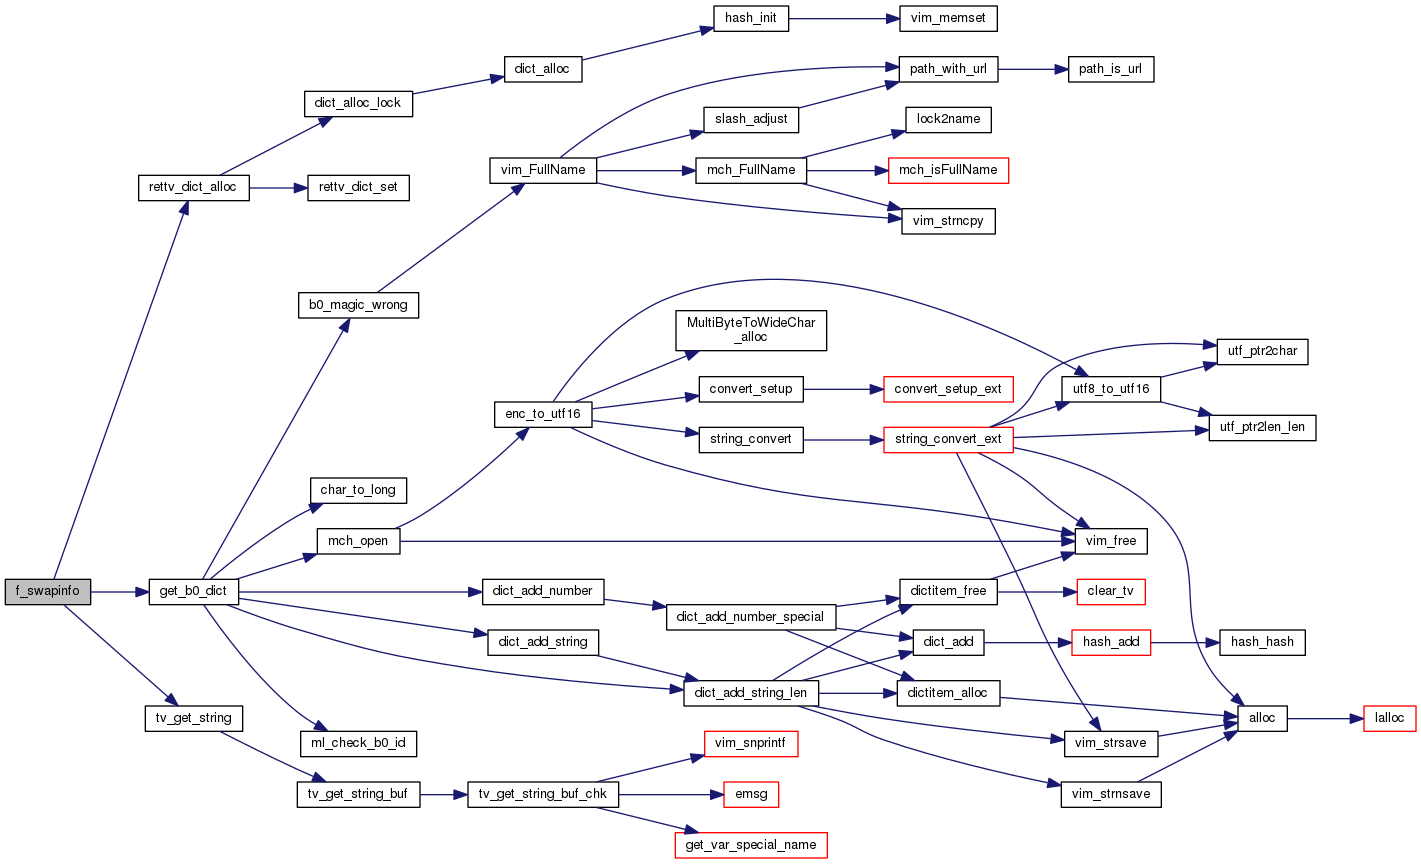 hash_init
vim_memset
dict_alloc
path_with_url
path_is_url
dict_alloc_lock
slash_adjust
lock2name
vim_FullName
mch_FullName
mch_isFullName
rettv_dict_alloc
rettv_dict_set
vim_strncpy
b0_magic_wrong
MultiByteToWideChar
_alloc
utf_ptr2char
convert_setup
convert_setup_ext
utf8_to_utf16
enc_to_utf16
utf_ptr2len_len
string_convert
string_convert_ext
char_to_long
mch_open
vim_free
f_swapinfo
get_b0_dict
dict_add_number
dictitem_free
clear_tv
dict_add_number_special
dict_add_string
dict_add
hash_add
hash_hash
dict_add_string_len
dictitem_alloc
tv_get_string
alloc
lalloc
ml_check_b0_id
vim_snprintf
vim_strsave
tv_get_string_buf
tv_get_string_buf_chk
emsg
vim_strnsave
get_var_special_name